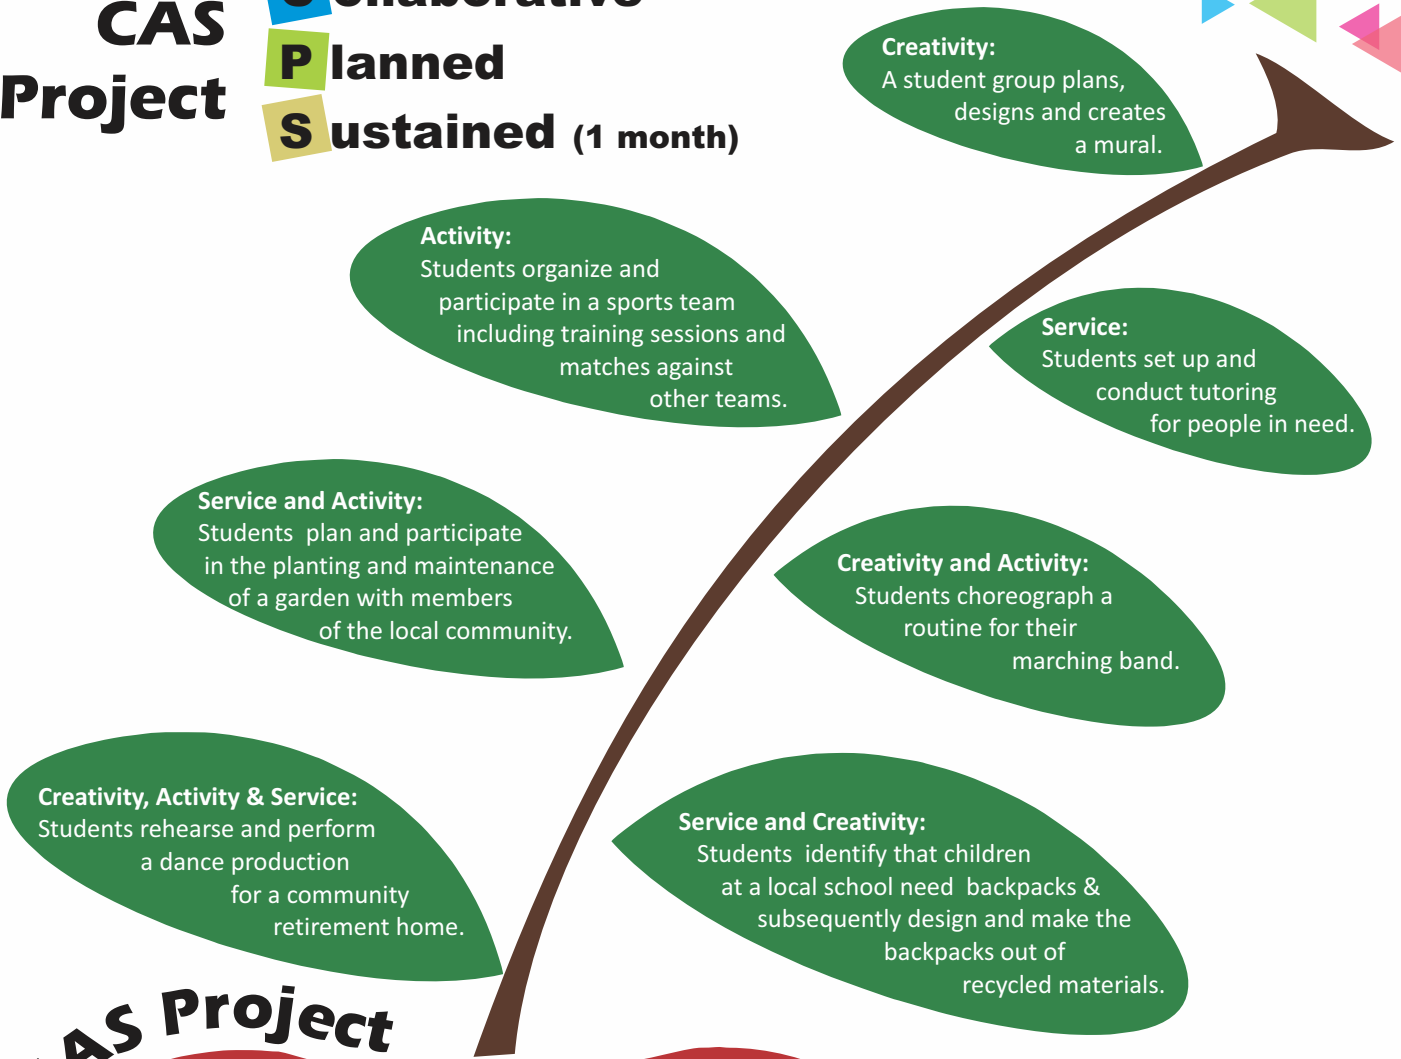 CAS
Project
Collaborative
Planned
Sustained (1 month)
Creativity:
A student group plans,
designs and creates
a mural.
Activity:
Students organize and
participate in a sports team
including training sessions and
matches against
other teams.
Service:
Students set up and
conduct tutoring
for people in need.
Service and Activity:
Students  plan and participate
in the planting and maintenance
of a garden with members
of the local community.
Creativity and Activity:
Students choreograph a
routine for their
marching band.
Creativity, Activity & Service:
Students rehearse and perform
a dance production
for a community
retirement home.
Service and Creativity:
Students  identify that children
at a local school need  backpacks &
subsequently design and make the
backpacks out of
recycled materials.
CAS Project